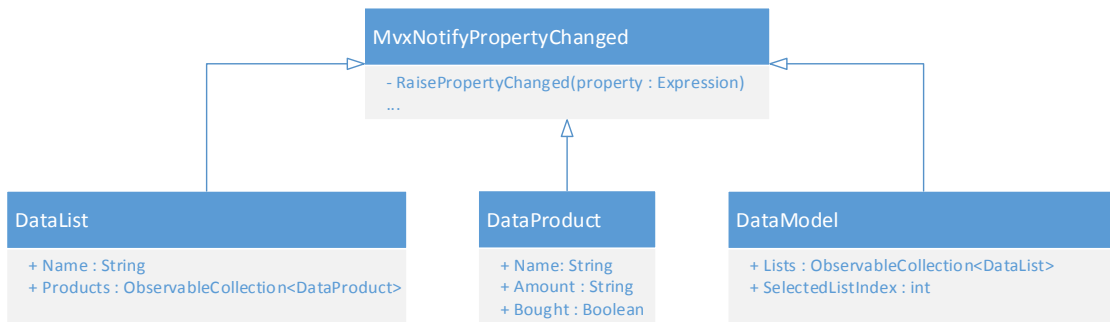 MvxNotifyPropertyChanged
- RaisePropertyChanged(property : Expression)
...
DataList
+ Name : String
+ Products : ObservableCollection<DataProduct>
DataProduct
+ Name: String
+ Amount : String
+ Bought : Boolean
DataModel
+ Lists : ObservableCollection<DataList>
+ SelectedListIndex : int